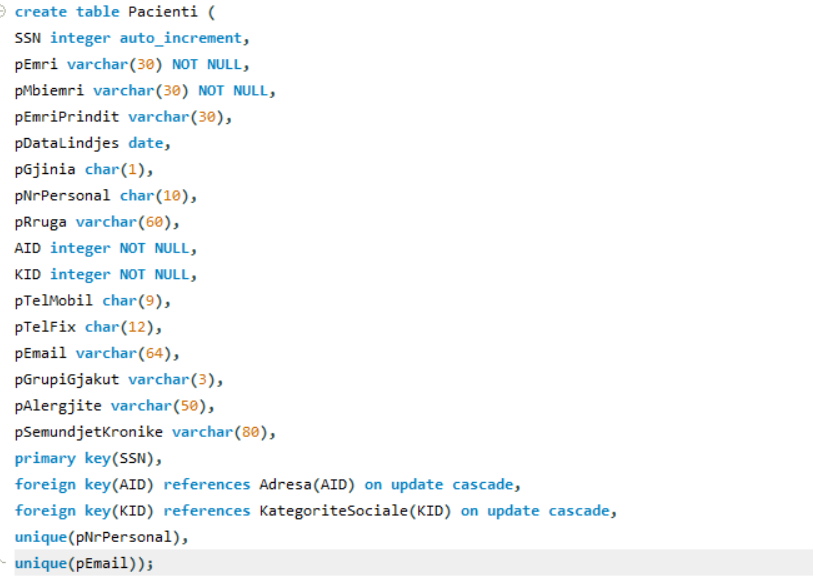 create table Pacienti (
SSN integer auto_increment,
pEmri varchar(30) NOT NULL,
pMbiemri varchar(30) NOT NULL,
pEmriPrindit varchar(30),
pDataLindjes date,
pGjinia char(1),
pNrPersonal char(10),
pRruga varchar(60),
AID integer NOT NULL,
KID integer NOT NULL,
pTelMobil char(9),
pTelFix char(12),
pEmail varchar(64),
pGrupiGjakut varchar(3),
pAlergjite varchar(50),
pSemundjetKronike varchar(80),
primary key(SSN),
foreign key(AID) references Adresa(AID) on update cascade,
foreign key(KID) references KategoriteSociale(KID) on update cascade,
unique(pNrPersonal),
unique(pEmail));